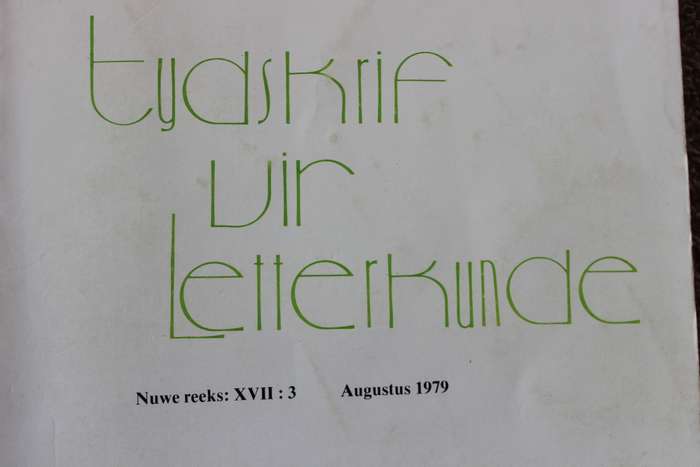 tydskrif
vir
Letterkunde
Nuwe reeks: XVII : 3 Augustus 1979